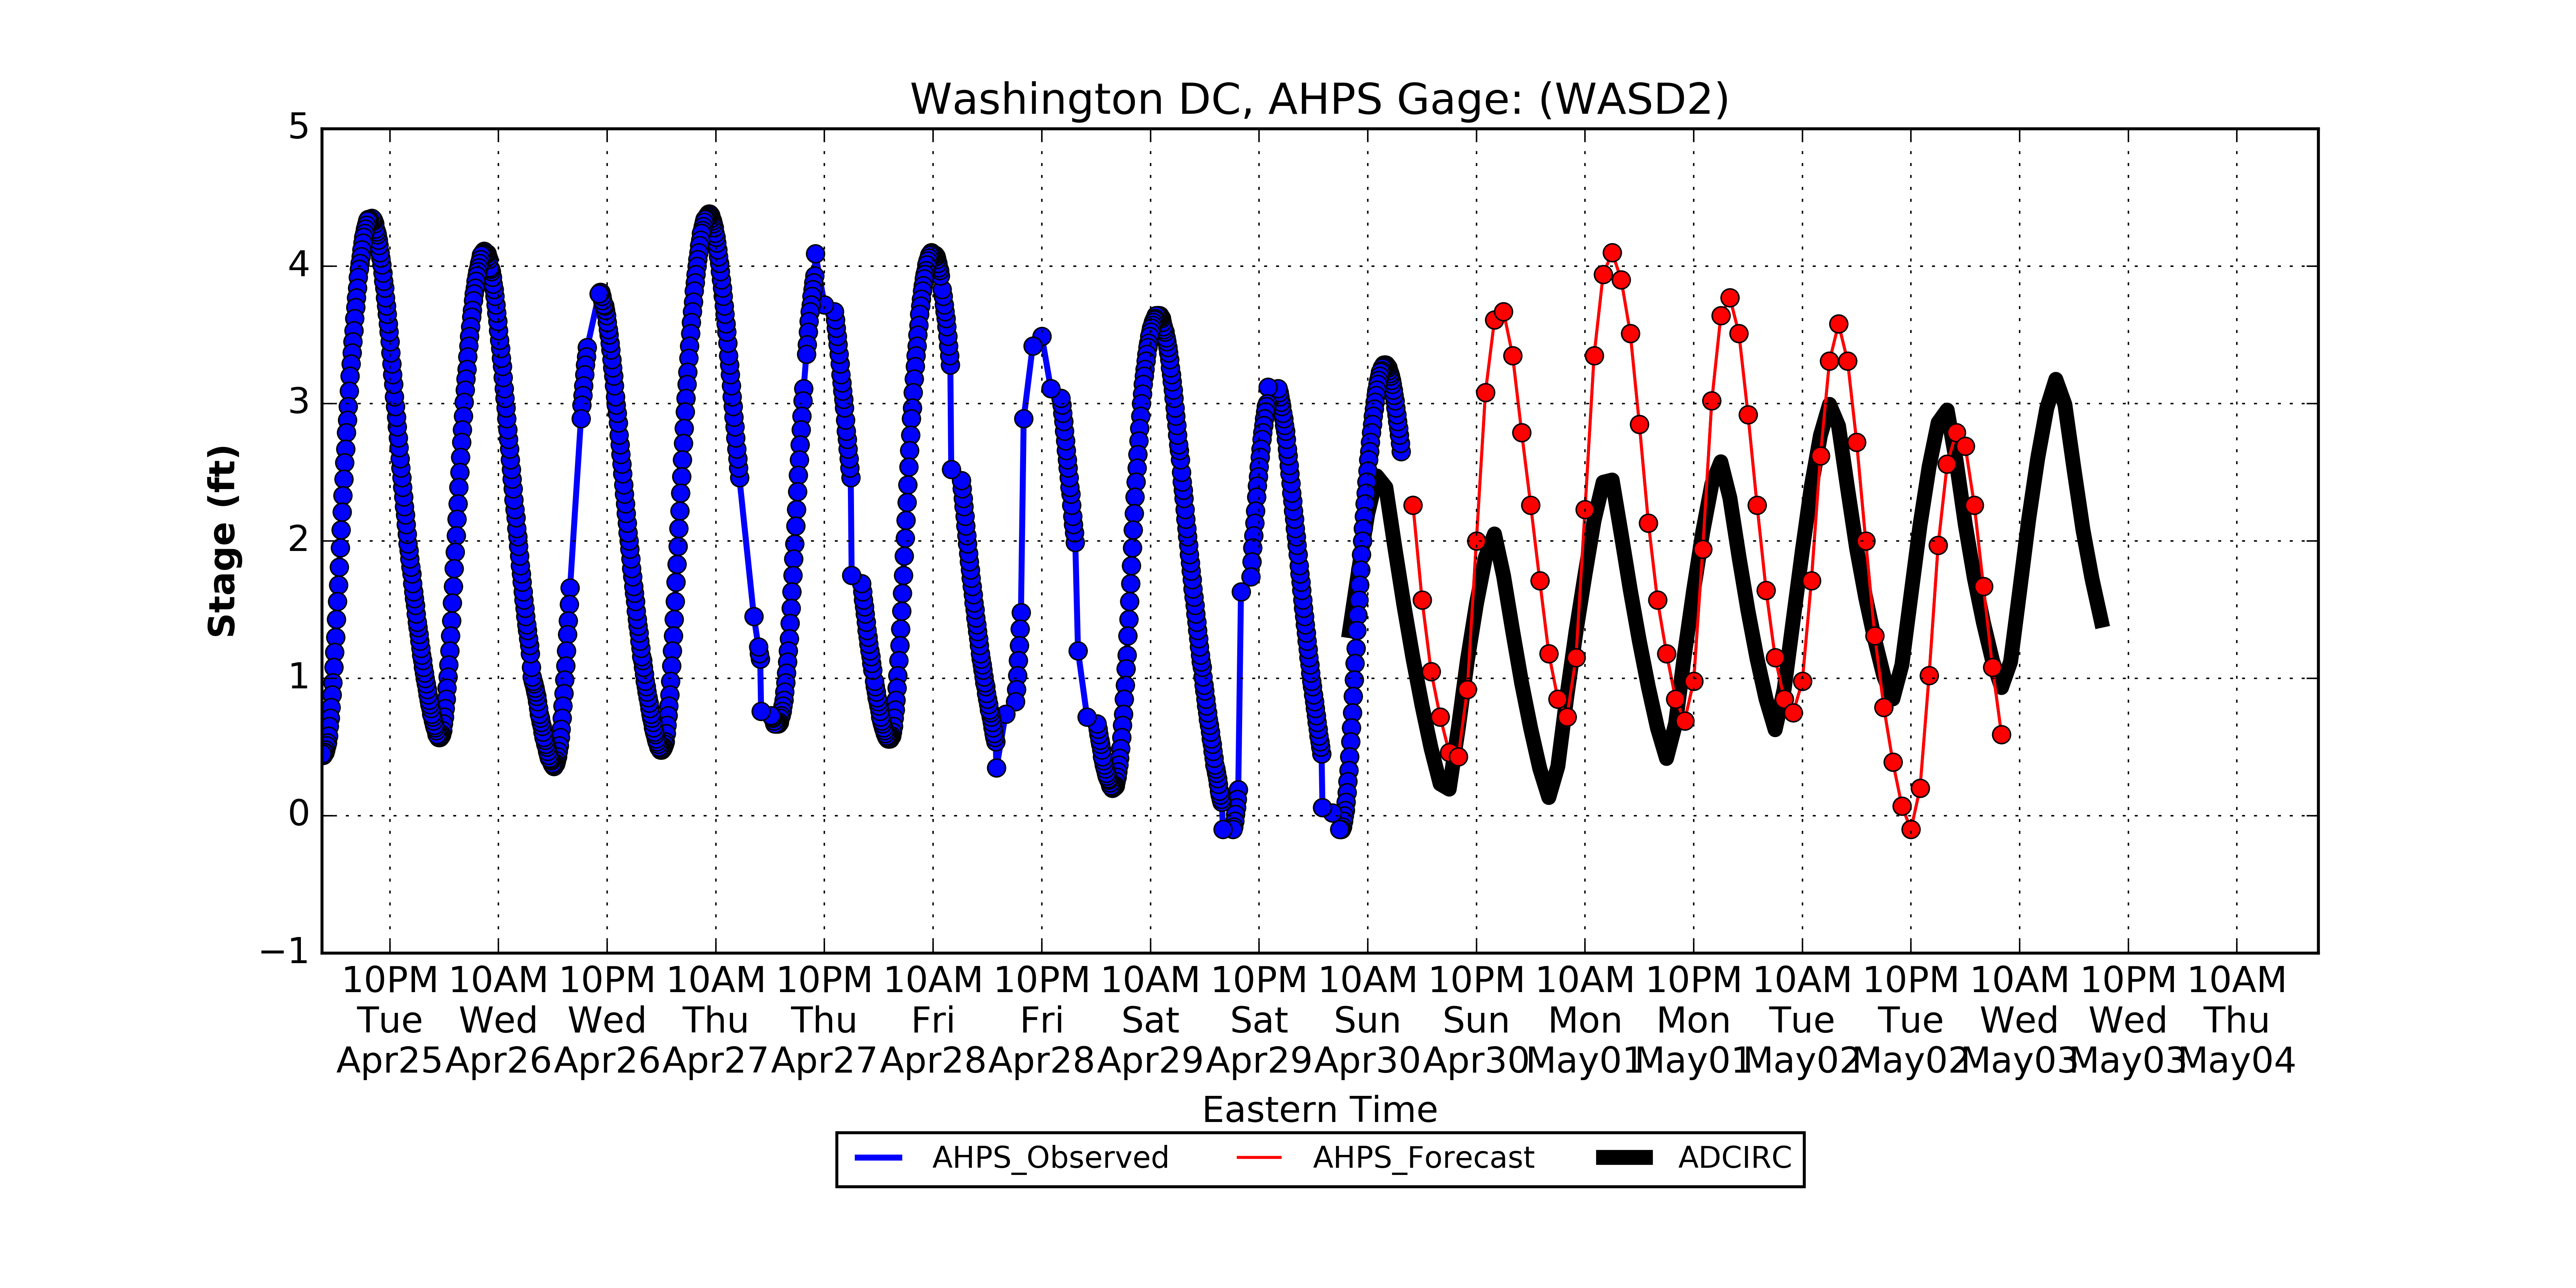 Washington DC, AHPS Gage: (WASD2)
5
4
3
2
1
0
−1
Stage (ft)
10PM 10AM 10PM 10AM 10PM 10AM 10PM 10AM 10PM 10AM 10PM 10AM 10PM 10AM 10PM 10AM 10PM 10AM
Tue Wed Wed Thu Thu Fri Fri Sat Sat Sun Sun Mon Mon Tue Tue Wed Wed Thu
Apr25 Apr26 Apr26 Apr27 Apr27 Apr28 Apr28 Apr29 Apr29 Apr30 Apr30 May01 May01 May02 May02 May03 May03 May04
Eastern Time
AHPS_Observed AHPS_Forecast ADCIRC